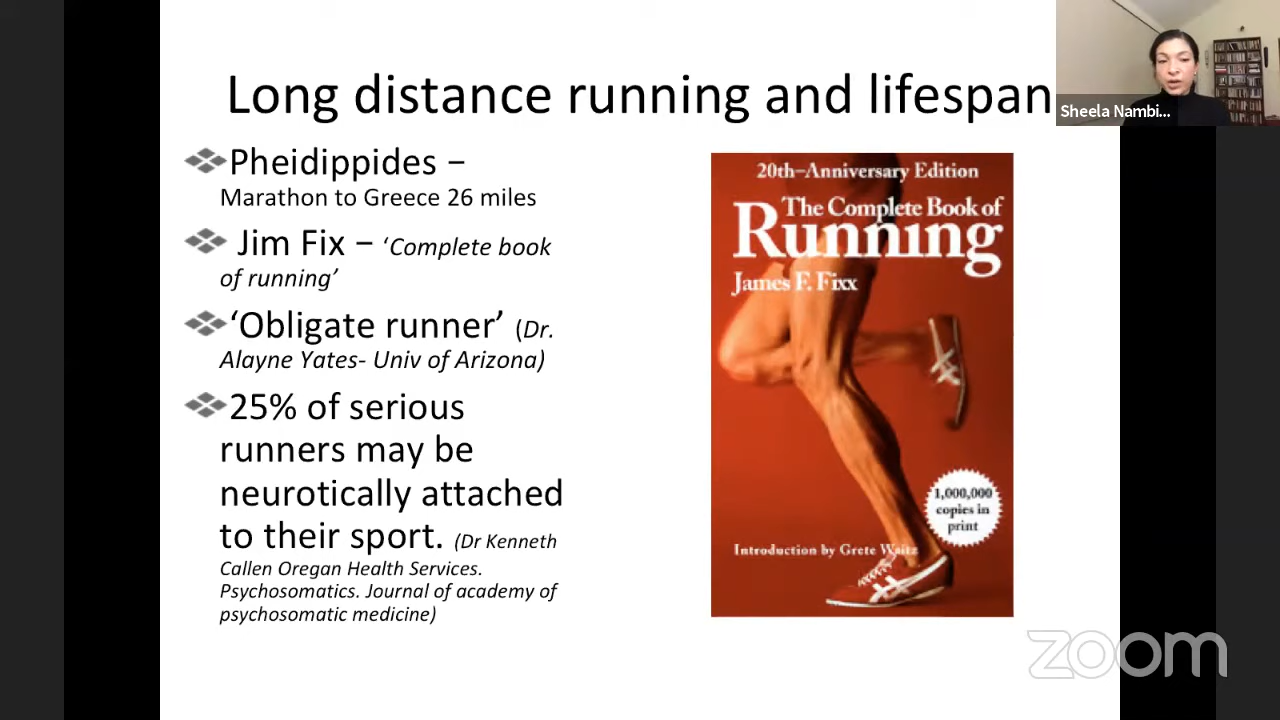 Long distance running and lifespan
Sheela Nambi...
Pheidippides –
Marathon to Greece 26 miles
Jim Fix – ‘Complete book
of running’
‘Obligate runner’ (Dr.
Alayne Yates- Univ of Arizona)
25% of serious
runners may be
neurotically attached
to their sport. (Dr Kenneth
Callen Oregan Health Services.
Psychosomatics. Journal of academy of
psychosomatic medicine)
20th-Anniversary Edition
The Complete Book of
Running
James F. Fixx
1,000,000
copies in
print
Introduction by Grete Waitz
zoom